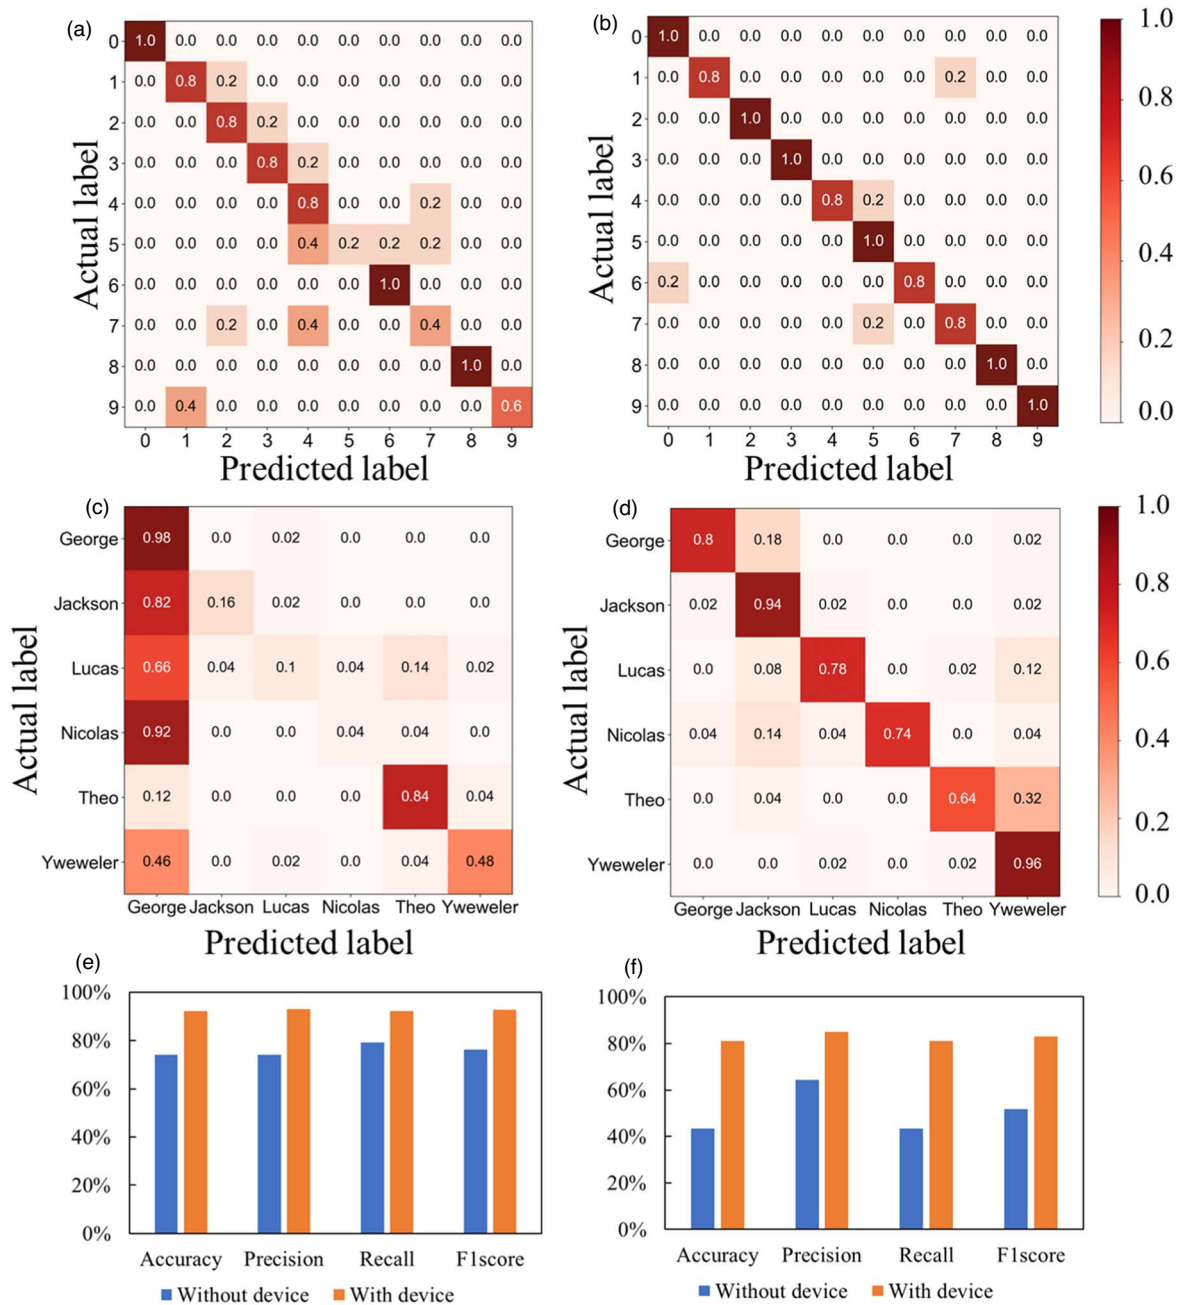 (a)
Actual label
0 1.0 0.0 0.0 0.0 0.0 0.0 0.0 0.0 0.0 0.0
1 0.0 0.8 0.2 0.0 0.0 0.0 0.0 0.0 0.0 0.0
2 0.0 0.0 0.8 0.2 0.0 0.0 0.0 0.0 0.0 0.0
3 0.0 0.0 0.0 0.8 0.2 0.0 0.0 0.0 0.0 0.0
4 0.0 0.0 0.0 0.0 0.8 0.0 0.0 0.2 0.0 0.0
5 0.0 0.0 0.0 0.0 0.4 0.2 0.2 0.2 0.0 0.0
6 0.0 0.0 0.0 0.0 0.0 0.0 1.0 0.0 0.0 0.0
7 0.0 0.0 0.2 0.0 0.4 0.0 0.0 0.4 0.0 0.0
8 0.0 0.0 0.0 0.0 0.0 0.0 0.0 0.0 1.0 0.0
9 0.0 0.4 0.0 0.0 0.0 0.0 0.0 0.0 0.0 0.6
0 1 2 3 4 5 6 7 8 9
Predicted label
(b)
Actual label
0 1.0 0.0 0.0 0.0 0.0 0.0 0.0 0.0 0.0 0.0
1 0.0 0.8 0.0 0.0 0.0 0.0 0.0 0.2 0.0 0.0
2 0.0 0.0 1.0 0.0 0.0 0.0 0.0 0.0 0.0 0.0
3 0.0 0.0 0.0 1.0 0.0 0.0 0.0 0.0 0.0 0.0
4 0.0 0.0 0.0 0.0 0.8 0.2 0.0 0.0 0.0 0.0
5 0.0 0.0 0.0 0.0 0.0 1.0 0.0 0.0 0.0 0.0
6 0.2 0.0 0.0 0.0 0.0 0.0 0.8 0.0 0.0 0.0
7 0.0 0.0 0.0 0.0 0.0 0.2 0.0 0.8 0.0 0.0
8 0.0 0.0 0.0 0.0 0.0 0.0 0.0 0.0 1.0 0.0
9 0.0 0.0 0.0 0.0 0.0 0.0 0.0 0.0 0.0 1.0
0 1 2 3 4 5 6 7 8 9
Predicted label
1.0
0.8
0.6
0.4
0.2
0.0
(c)
Actual label
George 0.98 0.0 0.02 0.0 0.0 0.0
Jackson 0.82 0.16 0.02 0.0 0.0 0.0
Lucas 0.66 0.04 0.1 0.04 0.14 0.02
Nicolas 0.92 0.0 0.0 0.04 0.04 0.0
Theo 0.12 0.0 0.0 0.0 0.84 0.04
Yweweler 0.46 0.0 0.02 0.0 0.04 0.48
George Jackson Lucas Nicolas Theo Yweweler
Predicted label
(d)
Actual label
George 0.8 0.18 0.0 0.0 0.0 0.02
Jackson 0.02 0.94 0.02 0.0 0.0 0.02
Lucas 0.0 0.08 0.78 0.0 0.02 0.12
Nicolas 0.04 0.14 0.04 0.74 0.0 0.04
Theo 0.0 0.04 0.0 0.0 0.64 0.32
Yweweler 0.0 0.0 0.02 0.0 0.02 0.96
George Jackson Lucas Nicolas Theo Yweweler
Predicted label
1.0
0.8
0.6
0.4
0.2
0.0
(e)
100%
80%
60%
40%
20%
0%
Accuracy Precision Recall F1score
Without device With device
(f)
100%
80%
60%
40%
20%
0%
Accuracy Precision Recall F1score
Without device With device